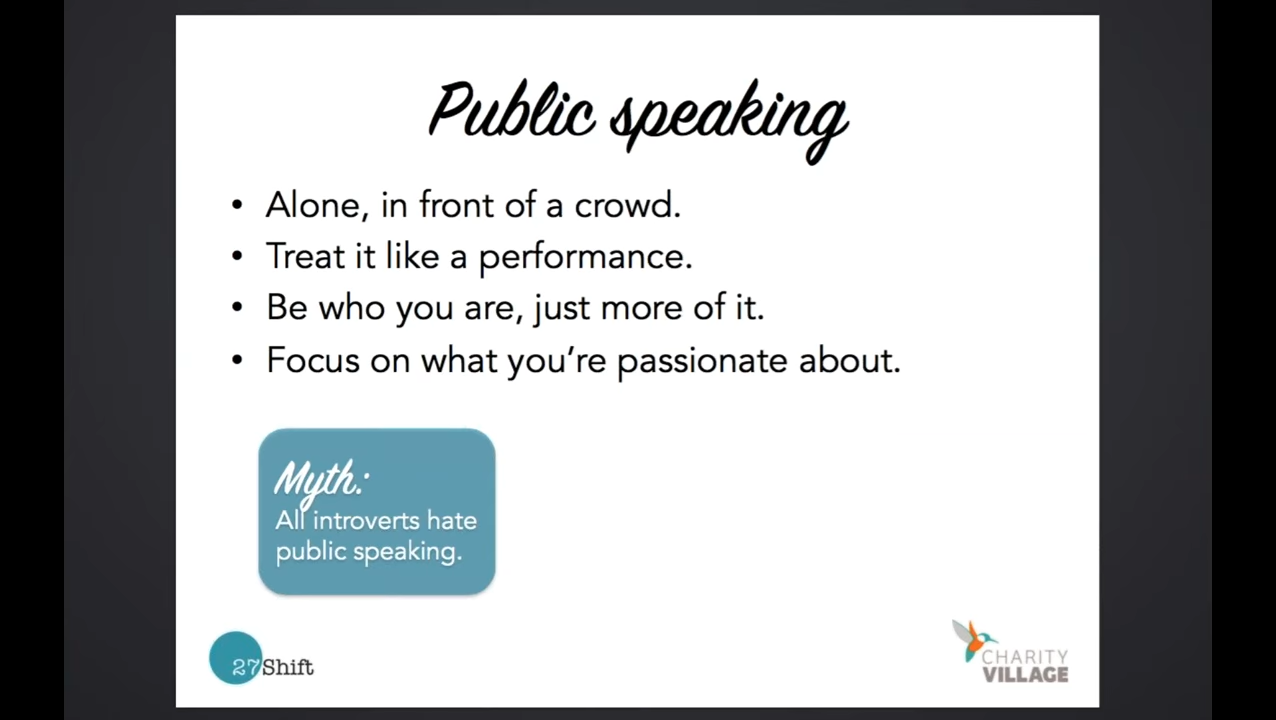 Public speaking
• Alone, in front of a crowd.
• Treat it like a performance.
• Be who you are, just more of it.
• Focus on what you’re passionate about.
Myth:
All introverts hate
public speaking.
27Shift
CHARITY
VILLAGE